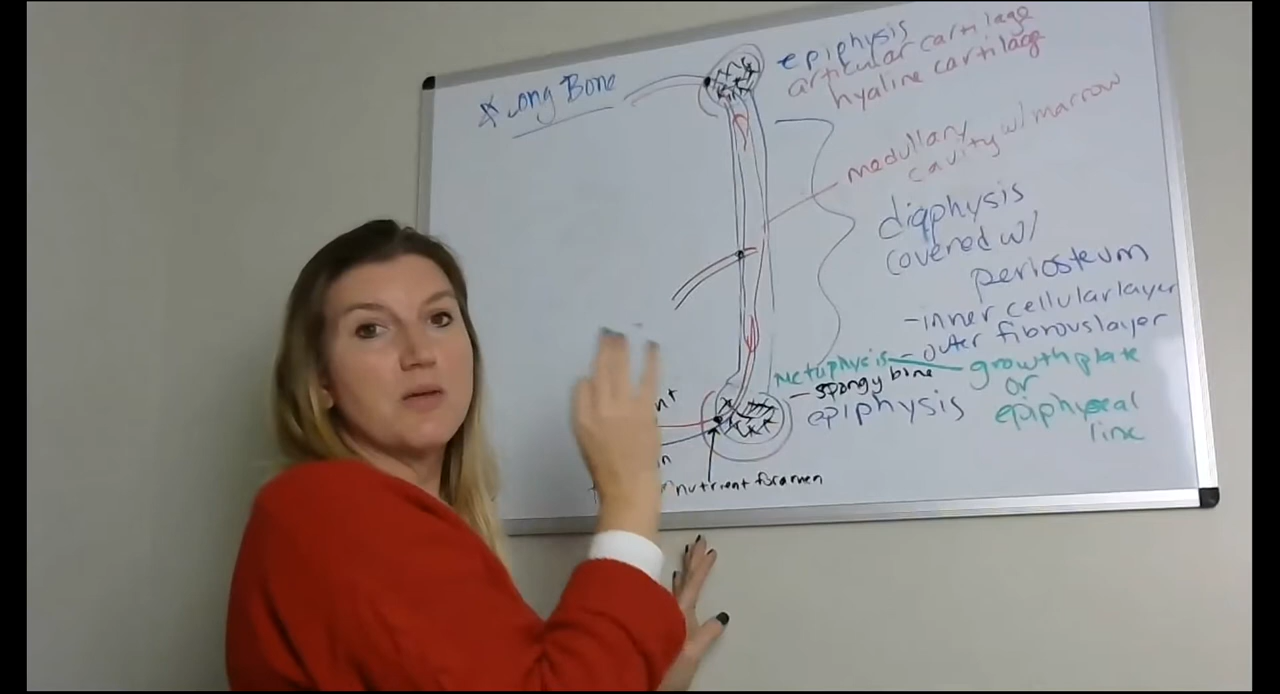 * Long Bone
epiphysis
articular cartilage
hyaline cartilage
medullary
cavity w/ marrow
diaphysis
covered w/
periosteum
- inner cellular layer
- outer fibrous layer
Metaphysis
growth plate
or
epiphyseal
line
- spongy bone
epiphysis
nutrient foramen